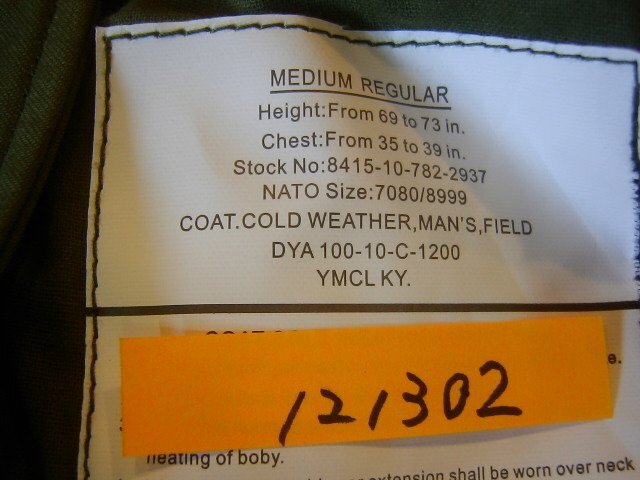 MEDIUM REGULAR
Height:From 69 to 73 in.
Chest:From 35 to 39 in.
Stock No:8415-10-782-2937
NATO Size:7080/8999
COAT.COLD WEATHER,MAN'S,FIELD
DYA 100-10-C-1200
YMCL KY.
e.
121302
heating of boby.
extension shall be worn over neck